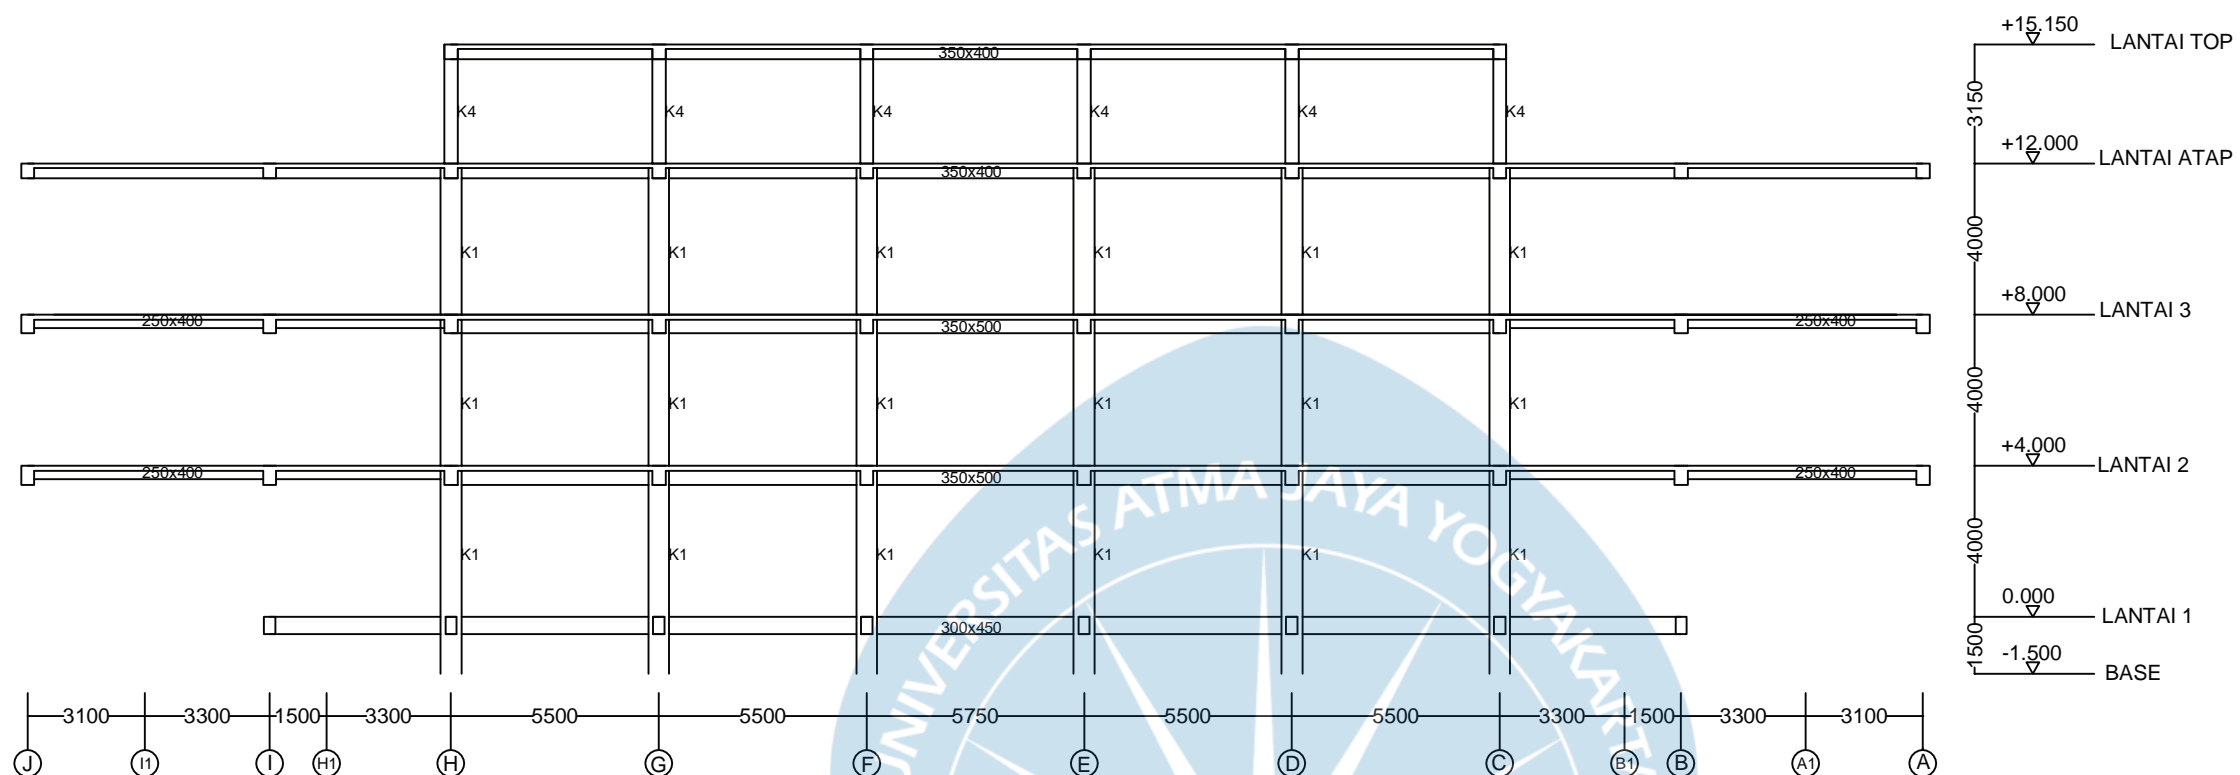 +15.150
LANTAI TOP
350x400
3150
K4 K4 K4 K4 K4 K4
+12.000
LANTAI ATAP
350x400
4000
K1 K1 K1 K1 K1 K1
+8.000
LANTAI 3
250x400 350x500 250x400
4000
K1 K1 K1 K1 K1 K1
+4.000
LANTAI 2
250x400 350x500 250x400
UNIVERSITAS ATMA JAYA YOGYAKARTA
4000
K1 K1 K1 K1 K1 K1
0.000
LANTAI 1
300x450
1500
-1.500
BASE
3100 3300 1500 3300 5500 5500 5750 5500 5500 3300 1500 3300 3100
J I1 I H1 H G F E D C B1 B A1 A